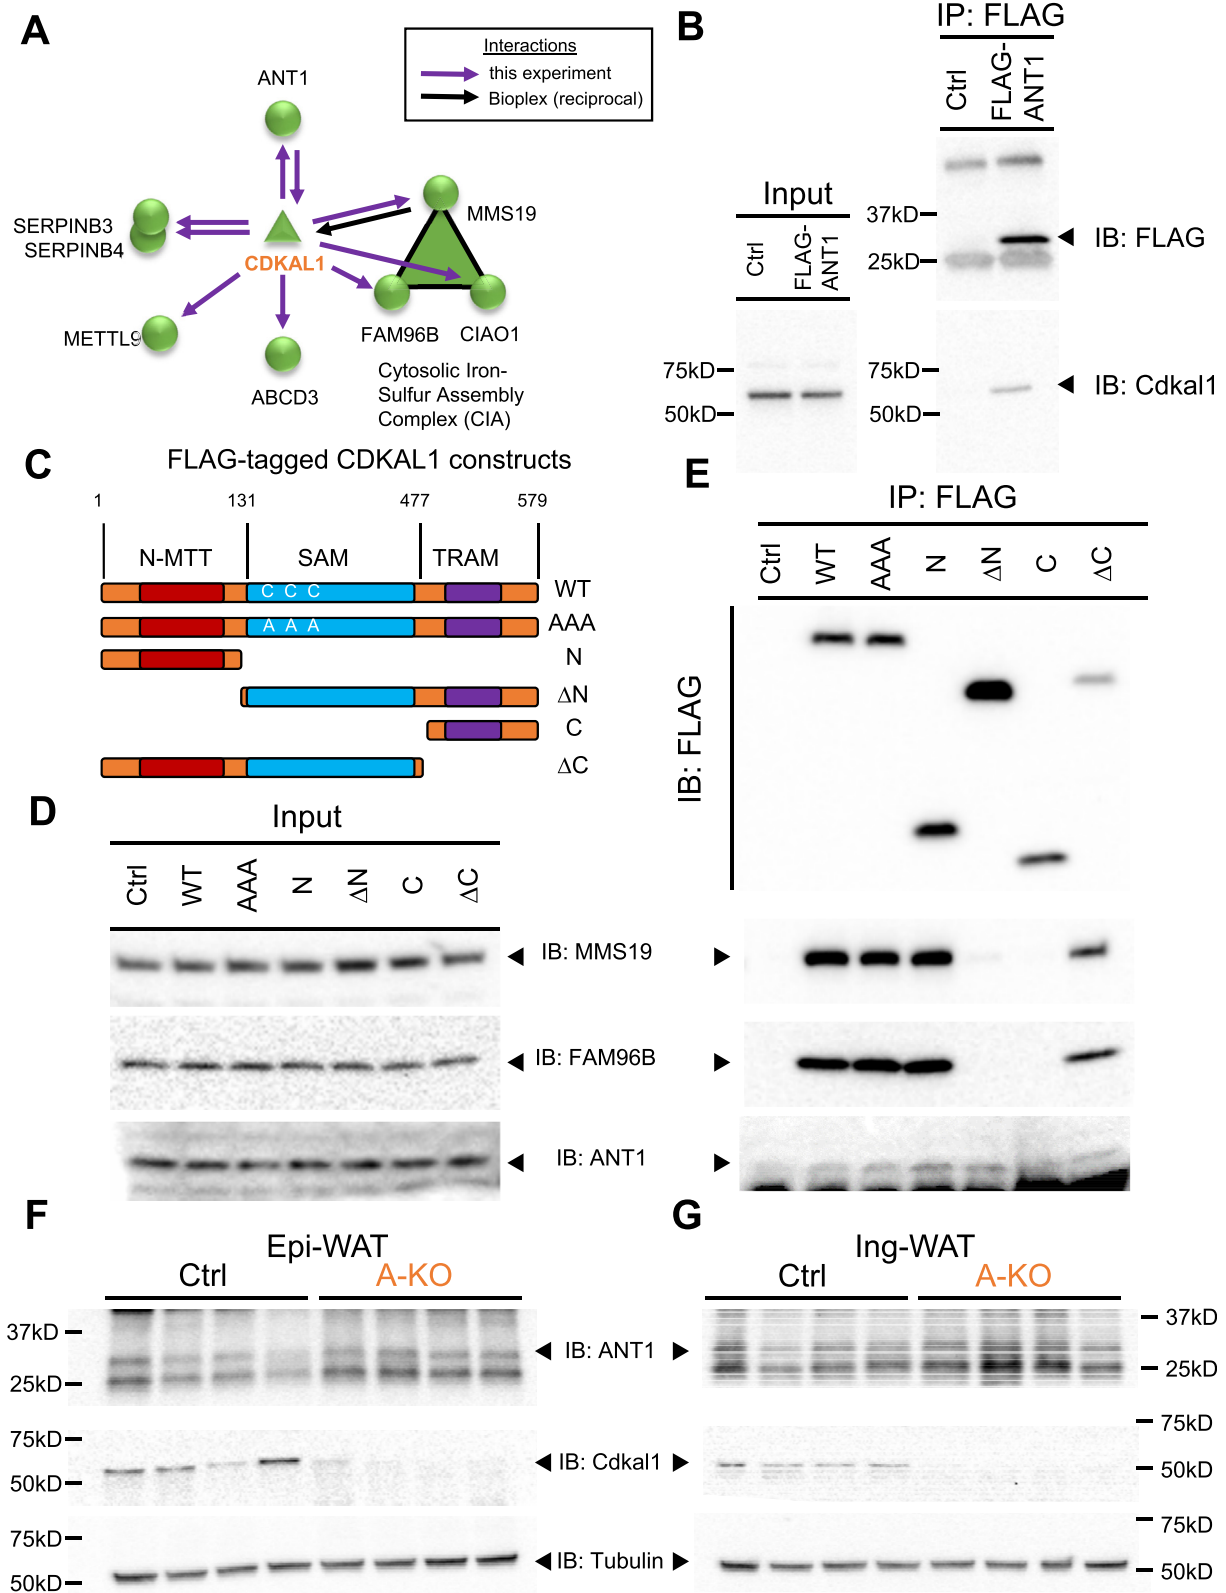 A
Interactions
this experiment
Bioplex (reciprocal)
ANT1
MMS19
SERPINB3
SERPINB4
CDKAL1
METTL9
FAM96B CIAO1
ABCD3
Cytosolic Iron-
Sulfur Assembly
Complex (CIA)
B
IP: FLAG
Ctrl
FLAG-
ANT1
Input
Ctrl
FLAG-
ANT1
37kD
25kD
IB: FLAG
75kD
50kD
75kD
50kD
IB: Cdkal1
C
FLAG-tagged CDKAL1 constructs
1 131 477 579
N-MTT SAM TRAM
C C C WT
A A A AAA
N
ΔN
C
ΔC
D
Input
Ctrl WT AAA N ΔN C ΔC
IB: MMS19
IB: FAM96B
IB: ANT1
E
IP: FLAG
Ctrl WT AAA N ΔN C ΔC
IB: FLAG
F
Epi-WAT
Ctrl A-KO
37kD
25kD
IB: ANT1
75kD
50kD
IB: Cdkal1
75kD
50kD
IB: Tubulin
G
Ing-WAT
Ctrl A-KO
37kD
25kD
75kD
50kD
75kD
50kD